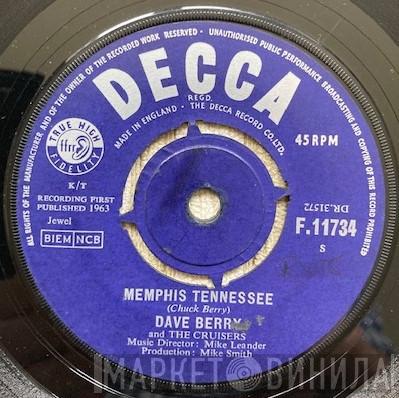 ALL RIGHTS OF THE MANUFACTURER AND OF THE OWNER OF THE RECORDED WORK RESERVED · UNAUTHORISED PUBLIC PERFORMANCE BROADCASTING AND COPYING OF THIS RECORD PROHIBITED
DECCA
REGD.
MADE IN ENGLAND · THE DECCA RECORD CO. LTD.
TRUE HIGH
ffrr
FIDELITY
45 RPM
K/T
RECORDING FIRST
PUBLISHED 1963
Jewel
BIEM NCB
DR.31572
F.11734
S
MEMPHIS TENNESSEE
(Chuck Berry)
DAVE BERRY
and THE CRUISERS
Music Director: Mike Leander
Production: Mike Smith
МАРКЕТ ВИНИЛА